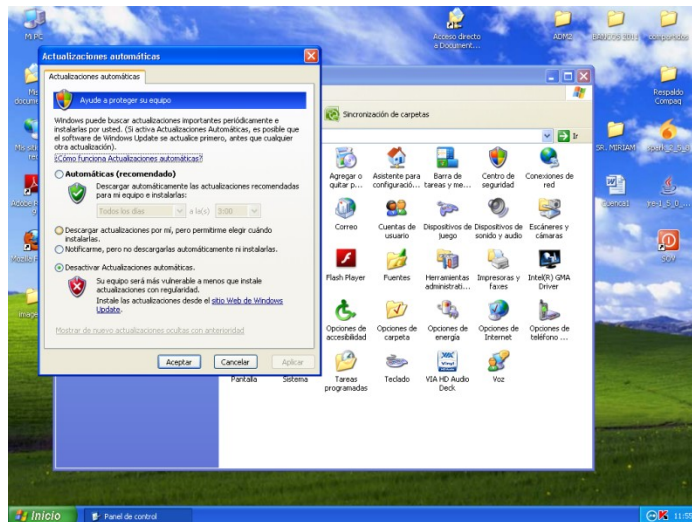 Mi PC
Acceso directo
a Document...
ADM2
BANCOS 2011
compartidos
Actualizaciones automáticas
Actualizaciones automáticas
Ayude a proteger su equipo
Windows puede buscar actualizaciones importantes periódicamente e
instalarlas por usted. (Si activa Actualizaciones Automáticas, es posible que
el software de Windows Update se actualice primero, antes que cualquier
otra actualización).
¿Cómo funciona Actualizaciones automáticas?
Automáticas (recomendado)
Descargar automáticamente las actualizaciones recomendadas
para mi equipo e instalarlas:
Todos los días
a la(s)
3:00
Descargar actualizaciones por mí, pero permitirme elegir cuándo
instalarlas.
Notificarme, pero no descargarlas automáticamente ni instalarlas.
Desactivar Actualizaciones automáticas.
Su equipo será más vulnerable a menos que instale
actualizaciones con regularidad.
Instale las actualizaciones desde el sitio Web de Windows
Update.
Mostrar de nuevo actualizaciones ocultas con anterioridad
Aceptar
Cancelar
Aplicar
Sincronización de carpetas
Ir
Agregar o
quitar p...
Asistente para
configuració...
Barra de
tareas y me...
Centro de
seguridad
Conexiones de
red
Correo
Cuentas de
usuario
Dispositivos de
juego
Dispositivos de
sonido y audio
Escáneres y
cámaras
Flash Player
Fuentes
Herramientas
administrati...
Impresoras y
faxes
Intel(R) GMA
Driver
Opciones de
accesibilidad
Opciones de
carpeta
Opciones de
energía
Opciones de
Internet
Opciones de
teléfono ...
Pantalla
Sistema
Tareas
programadas
Teclado
VIA HD Audio
Deck
Voz
Respaldo
Compaq
SR. MIRIAM
Inicio
Panel de control
11:55